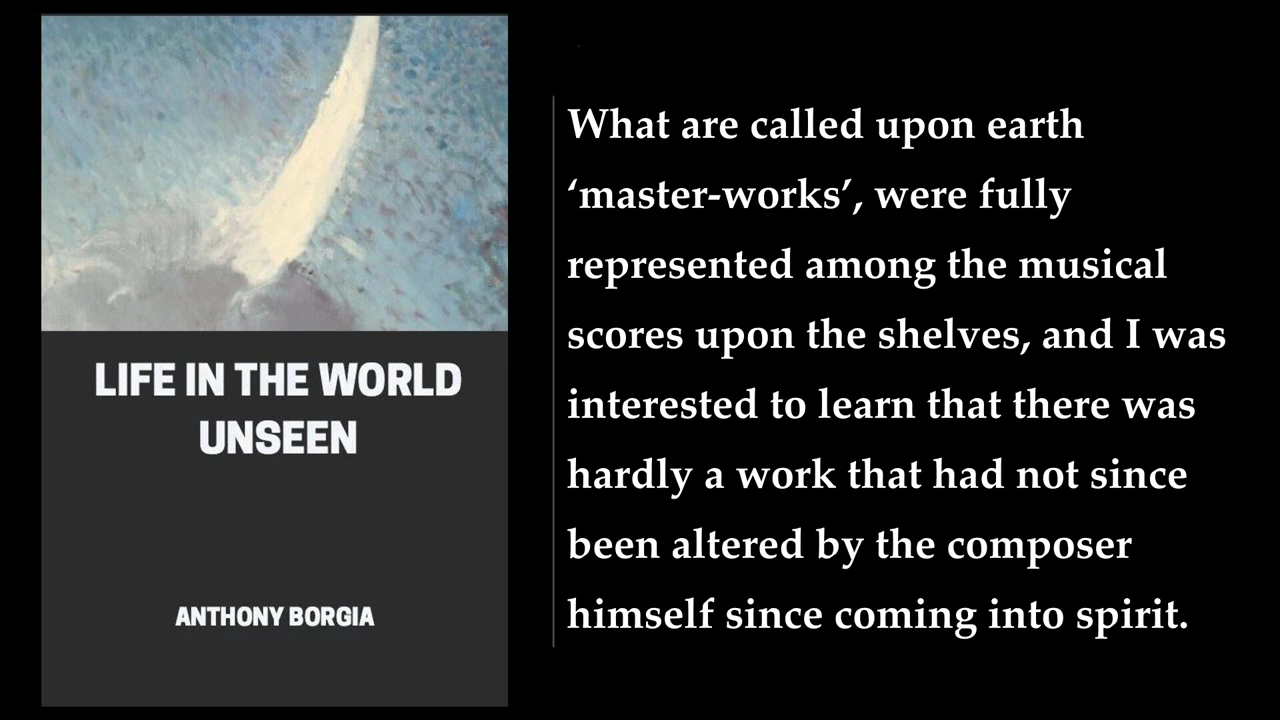 LIFE IN THE WORLD
UNSEEN
ANTHONY BORGIA
What are called upon earth
‘master-works’, were fully
represented among the musical
scores upon the shelves, and I was
interested to learn that there was
hardly a work that had not since
been altered by the composer
himself since coming into spirit.